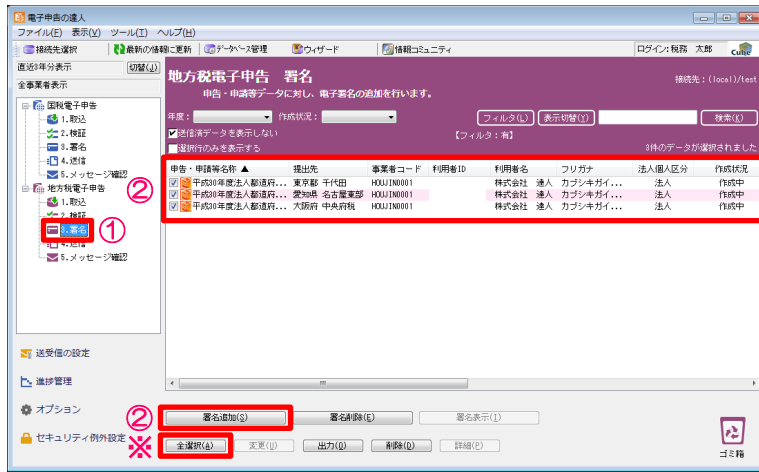 電子申告の達人
ファイル(F) 表示(V) ツール(T) ヘルプ(H)
接続先選択 最新の情報に更新 データベース管理 ウィザード 情報コミュニティ ログイン:税務 太郎 Cute
直近3年分表示 切替(J)
全事業者表示
国税電子申告
1.取込
2.検証
3.署名
4.送信
5.メッセージ確認
地方税電子申告
1.取込
2.検証
3.署名
4.送信
5.メッセージ確認
①
②
送受信の設定
進捗管理
オプション
セキュリティ例外設定
地方税電子申告 署名
接続先:(local)/test
申告・申請等データに対し、電子署名の追加を行います。
年度: 作成状況: フィルタ(L) 表示切替(Y) 検索(K)
送信済データを表示しない 【フィルタ:有】
選択行のみを表示する 3件のデータが選択されました
申告・申請等名称 ▲ 提出先 事業者コード 利用者ID 利用者名 フリガナ 法人個人区分 作成状況
平成30年度法人都道府... 東京都 千代田 HOUJIN0001 株式会社 達人 カブシキガイ... 法人 作成中
平成30年度法人都道府... 愛知県 名古屋東部 HOUJIN0001 株式会社 達人 カブシキガイ... 法人 作成中
平成30年度法人都道府... 大阪府 中央府税 HOUJIN0001 株式会社 達人 カブシキガイ... 法人 作成中
② 署名追加(S) 署名削除(E) 署名表示(I)
※ 全選択(A) 変更(U) 出力(O) 削除(D) 詳細(P)
ゴミ箱